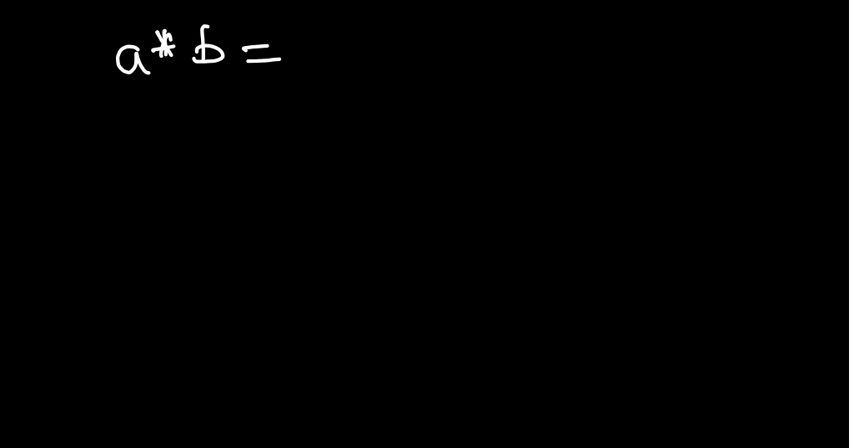 a* b =